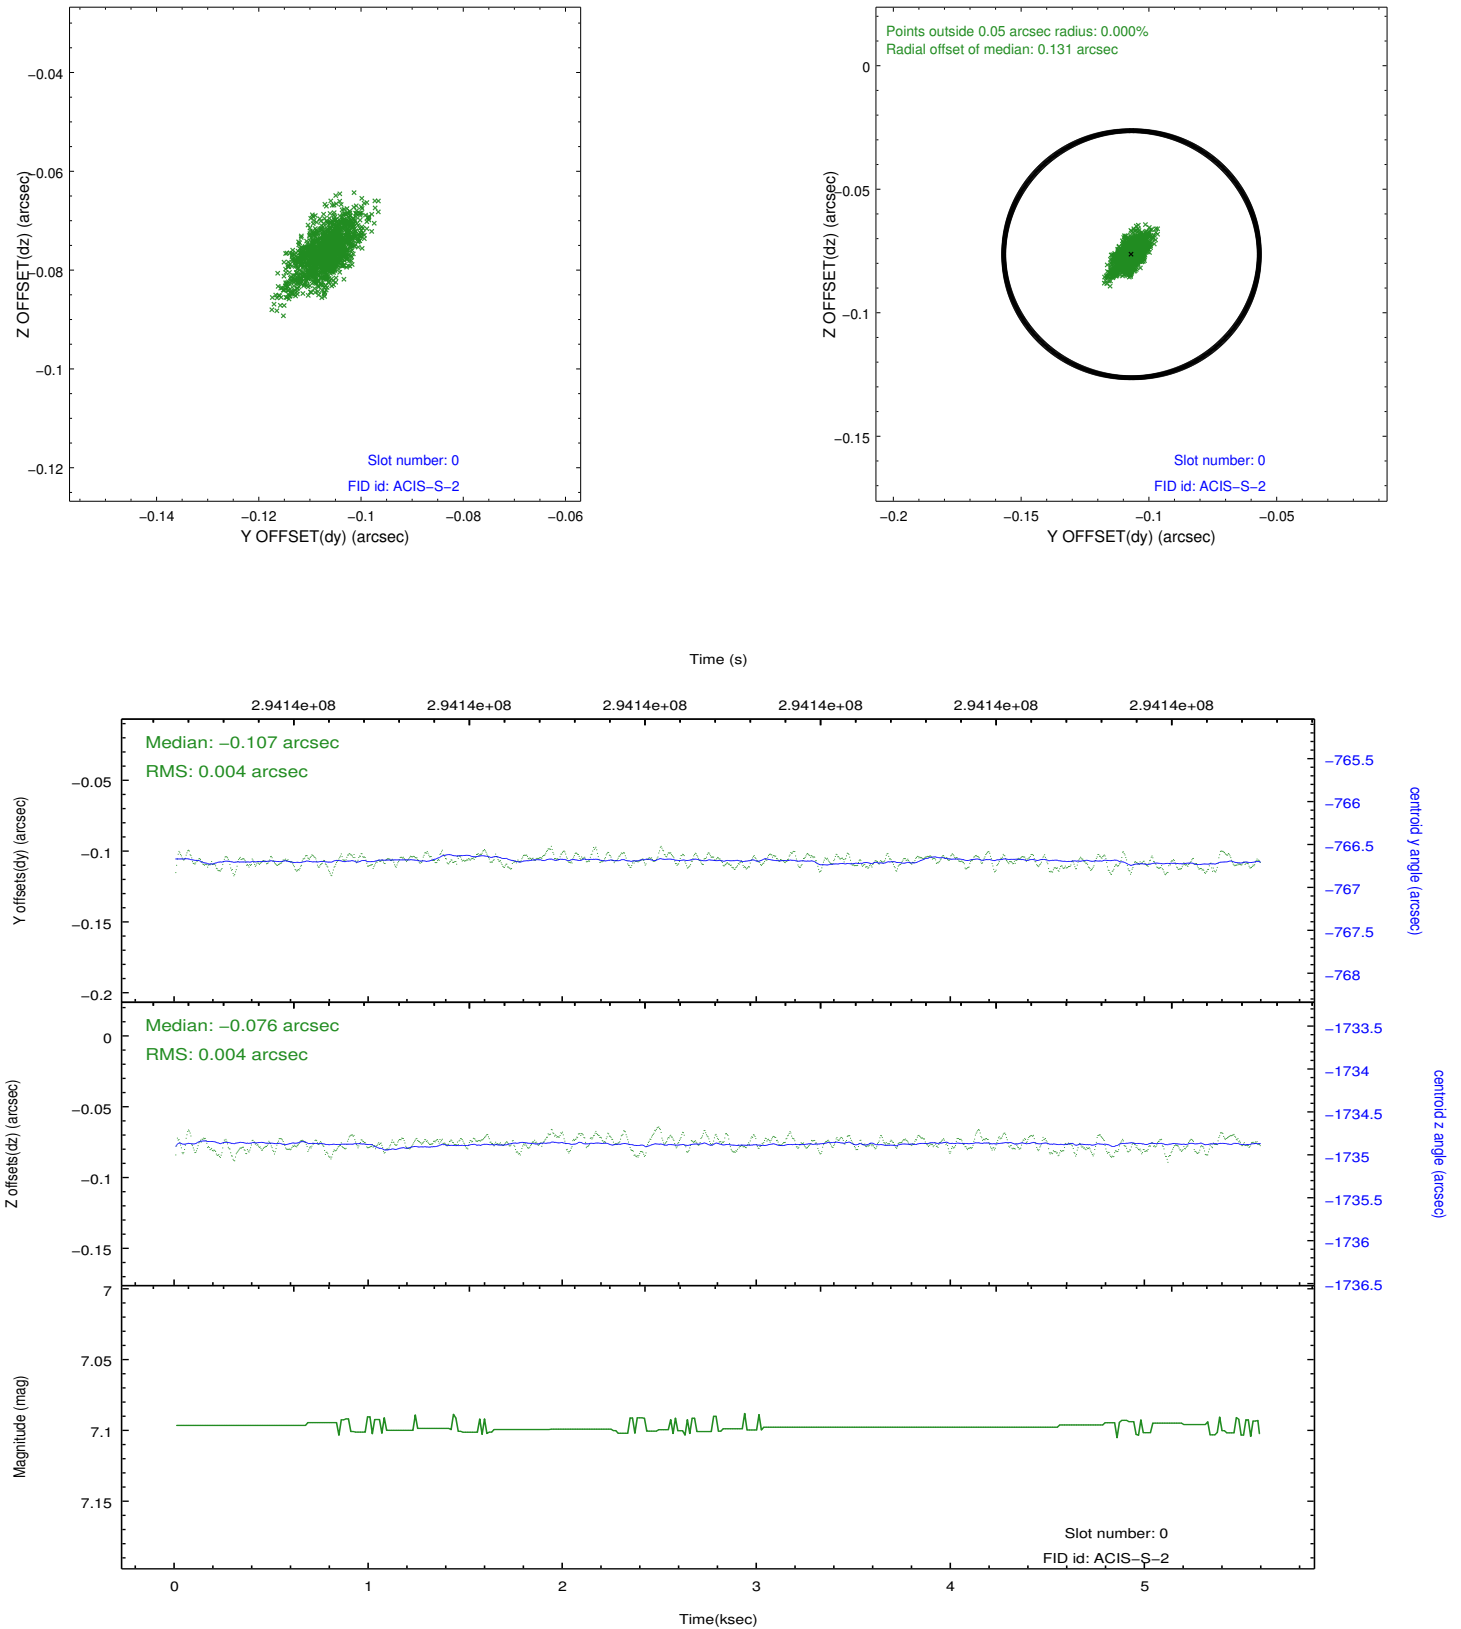 −0.04
−0.06
−0.08
−0.1
−0.12
Z OFFSET(dz) (arcsec)
Slot number: 0
FID id: ACIS−S−2
−0.14
−0.12
−0.1
−0.08
−0.06
Y OFFSET(dy) (arcsec)
Points outside 0.05 arcsec radius: 0.000%
Radial offset of median: 0.131 arcsec
0
−0.05
−0.1
−0.15
Z OFFSET(dz) (arcsec)
Slot number: 0
FID id: ACIS−S−2
−0.2
−0.15
−0.1
−0.05
Y OFFSET(dy) (arcsec)
Time (s)
2.9414e+08
2.9414e+08
2.9414e+08
2.9414e+08
2.9414e+08
2.9414e+08
Median: −0.107 arcsec
RMS: 0.004 arcsec
−0.05
−0.1
−0.15
−0.2
Y offsets(dy) (arcsec)
−765.5
−766
−766.5
−767
−767.5
−768
centroid y angle (arcsec)
Median: −0.076 arcsec
RMS: 0.004 arcsec
0
−0.05
−0.1
−0.15
Z offsets(dz) (arcsec)
−1733.5
−1734
−1734.5
−1735
−1735.5
−1736
−1736.5
centroid z angle (arcsec)
7
7.05
7.1
7.15
Magnitude (mag)
Slot number: 0
FID id: ACIS−S−2
0
1
2
3
4
5
Time(ksec)